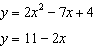 y = 2x² − 7x + 4
y = 11 − 2x